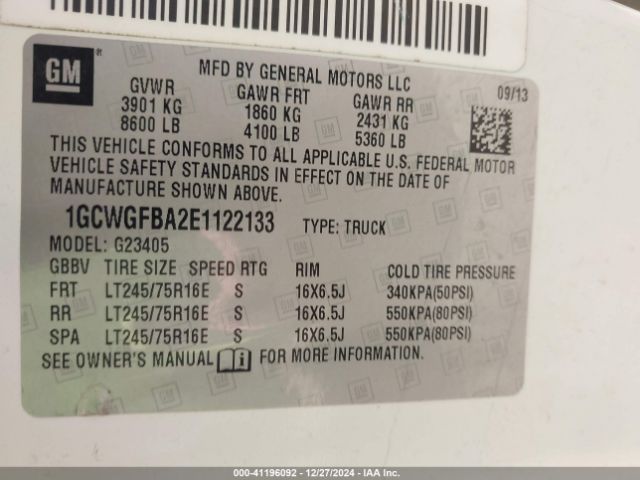 GM ®
MFD BY GENERAL MOTORS LLC
09/13
GVWR GAWR FRT GAWR RR
3901 KG 1860 KG 2431 KG
8600 LB 4100 LB 5360 LB
THIS VEHICLE CONFORMS TO ALL APPLICABLE U.S. FEDERAL MOTOR
VEHICLE SAFETY STANDARDS IN EFFECT ON THE DATE OF
MANUFACTURE SHOWN ABOVE.
1GCWGFBA2E1122133 TYPE: TRUCK
MODEL: G23405
GBBV TIRE SIZE SPEED RTG RIM COLD TIRE PRESSURE
FRT LT245/75R16E S 16X6.5J 340KPA(50PSI)
RR LT245/75R16E S 16X6.5J 550KPA(80PSI)
SPA LT245/75R16E S 16X6.5J 550KPA(80PSI)
SEE OWNER'S MANUAL i FOR MORE INFORMATION.
000-41196092 - 12/27/2024 - IAA Inc.